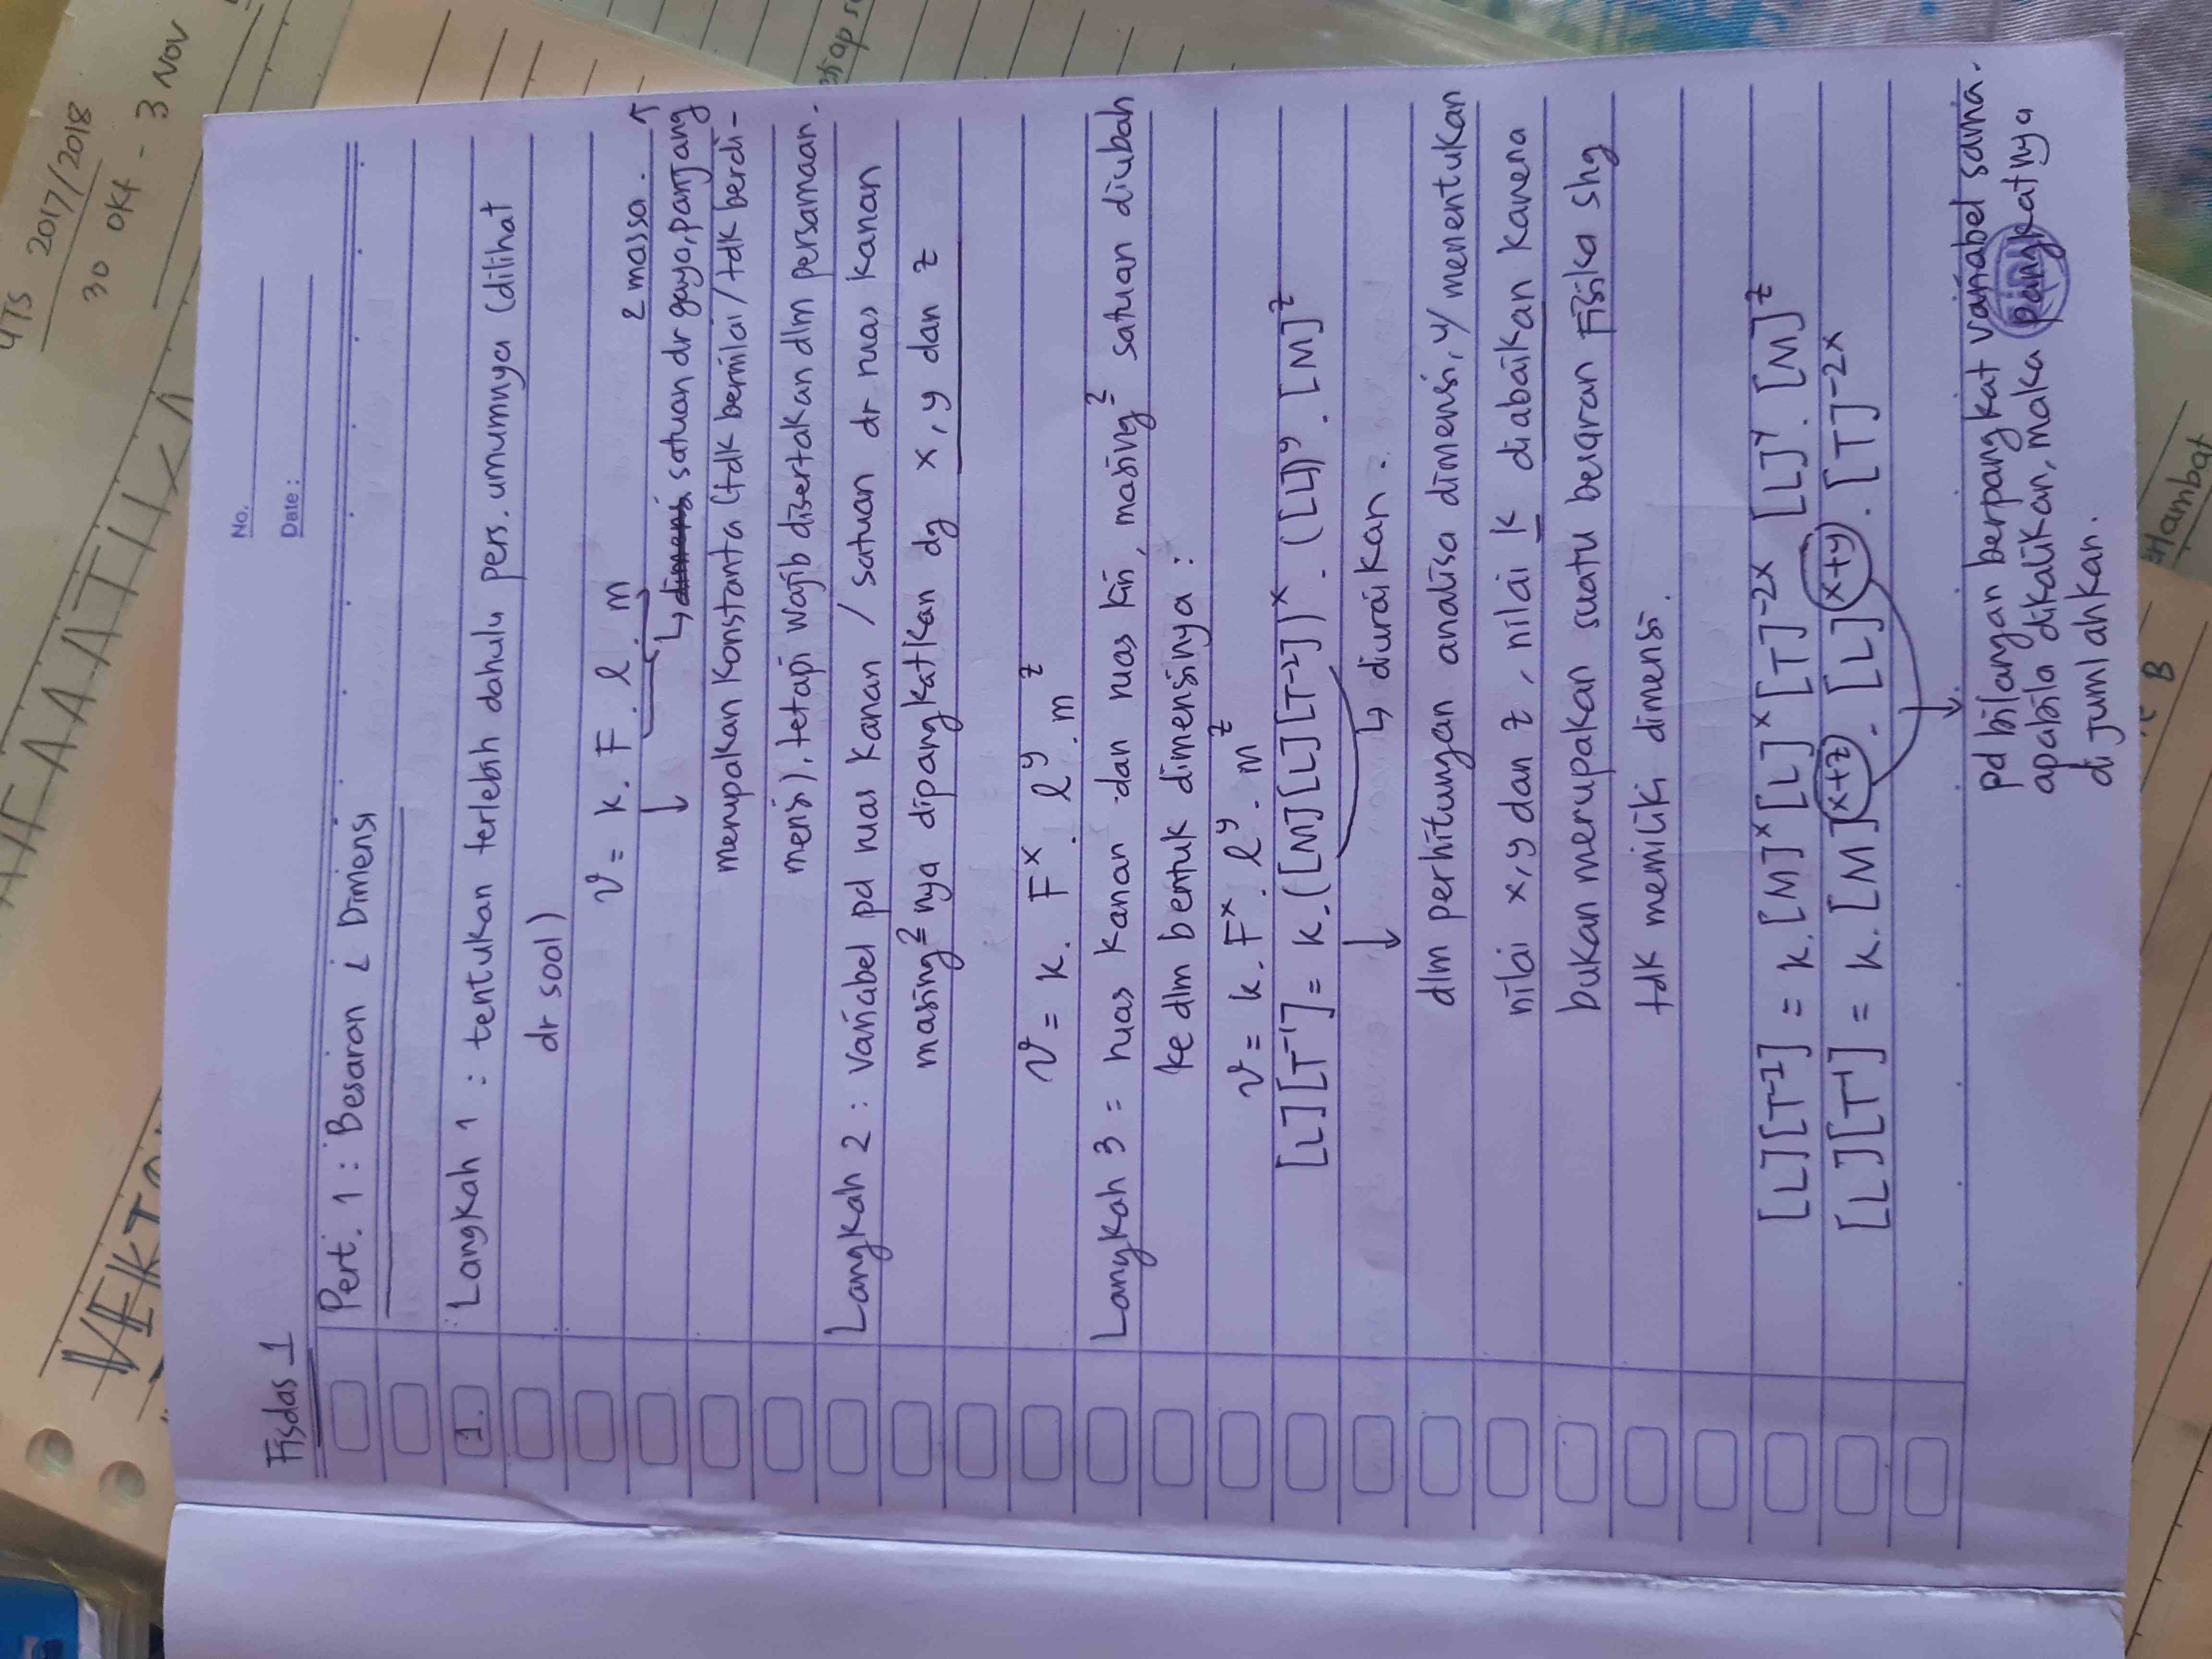 UTS 2017/2018
30 OKt - 3 NOV
VEKTO
No.
Date :
Fisdas 1
Pert. 1 : Besaran & Dimensi
1. Langkah 1 : tentukan terlebih dahulu pers. umumnya (dilihat
dr soal)
v = k . F . l . m
& massa . ↑
↓ ↳ dimensi satuan dr gaya, panjang
merupakan Konstanta (tdk bernilai / tdk berdi-
mensi), tetapi wajib disertakan dlm persamaan.
Langkah 2 : Variabel pd ruas Kanan / satuan dr ruas Kanan
masing² nya dipangkatkan dg x, y dan z
v = k . F^x . l^y . m^z
Langkah 3 = ruas Kanan dan ruas kiri, masing² satuan diubah
ke dlm bentuk dimensinya :
v = k . F^x . l^y . m^z
[L][T⁻¹] = k . ([M][L][T⁻²])^x . ([L])^y . [M]^z
↓ ↳ diuraikan .
dlm perhitungan analisa dimensi, u/ menentukan
nilai x, y dan z , nilai k diabaikan karena
bukan merupakan suatu besaran Fisika shg
tdk memiliki dimensi.
[L][T⁻¹] = k . [M]^x [L]^x [T]^-2x [L]^y . [M]^z
[L][T⁻¹] = k . [M]^x+z . [L]^x+y . [T]^-2x
↓
pd bilangan berpangkat variabel sama.
apabila dikalikan, maka pangkatnya
di jumlahkan.
B
Hambat